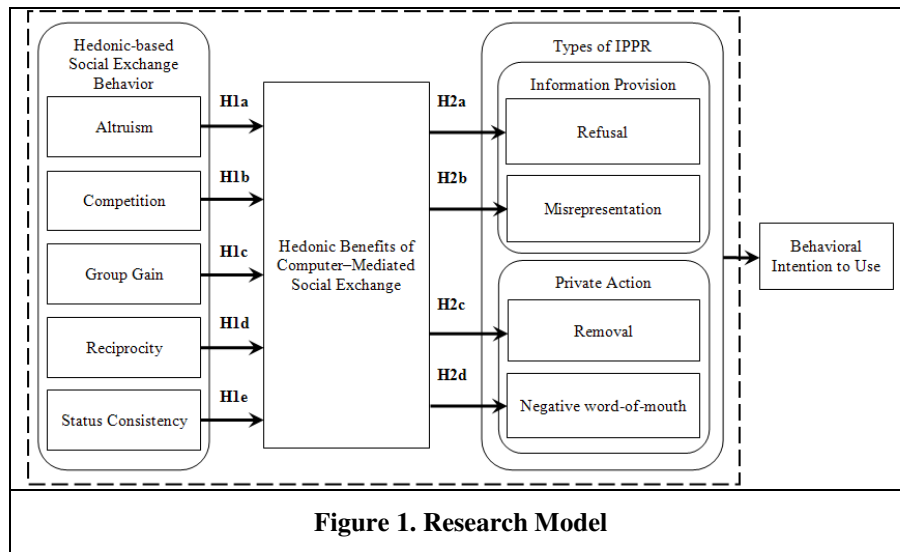 Hedonic-based
Social Exchange
Behavior
Altruism
Competition
Group Gain
Reciprocity
Status Consistency
H1a
H1b
H1c
H1d
H1e
Hedonic Benefits of
Computer–Mediated
Social Exchange
H2a
H2b
H2c
H2d
Types of IPPR
Information Provision
Refusal
Misrepresentation
Private Action
Removal
Negative word-of-mouth
Behavioral
Intention to Use
Figure 1. Research Model